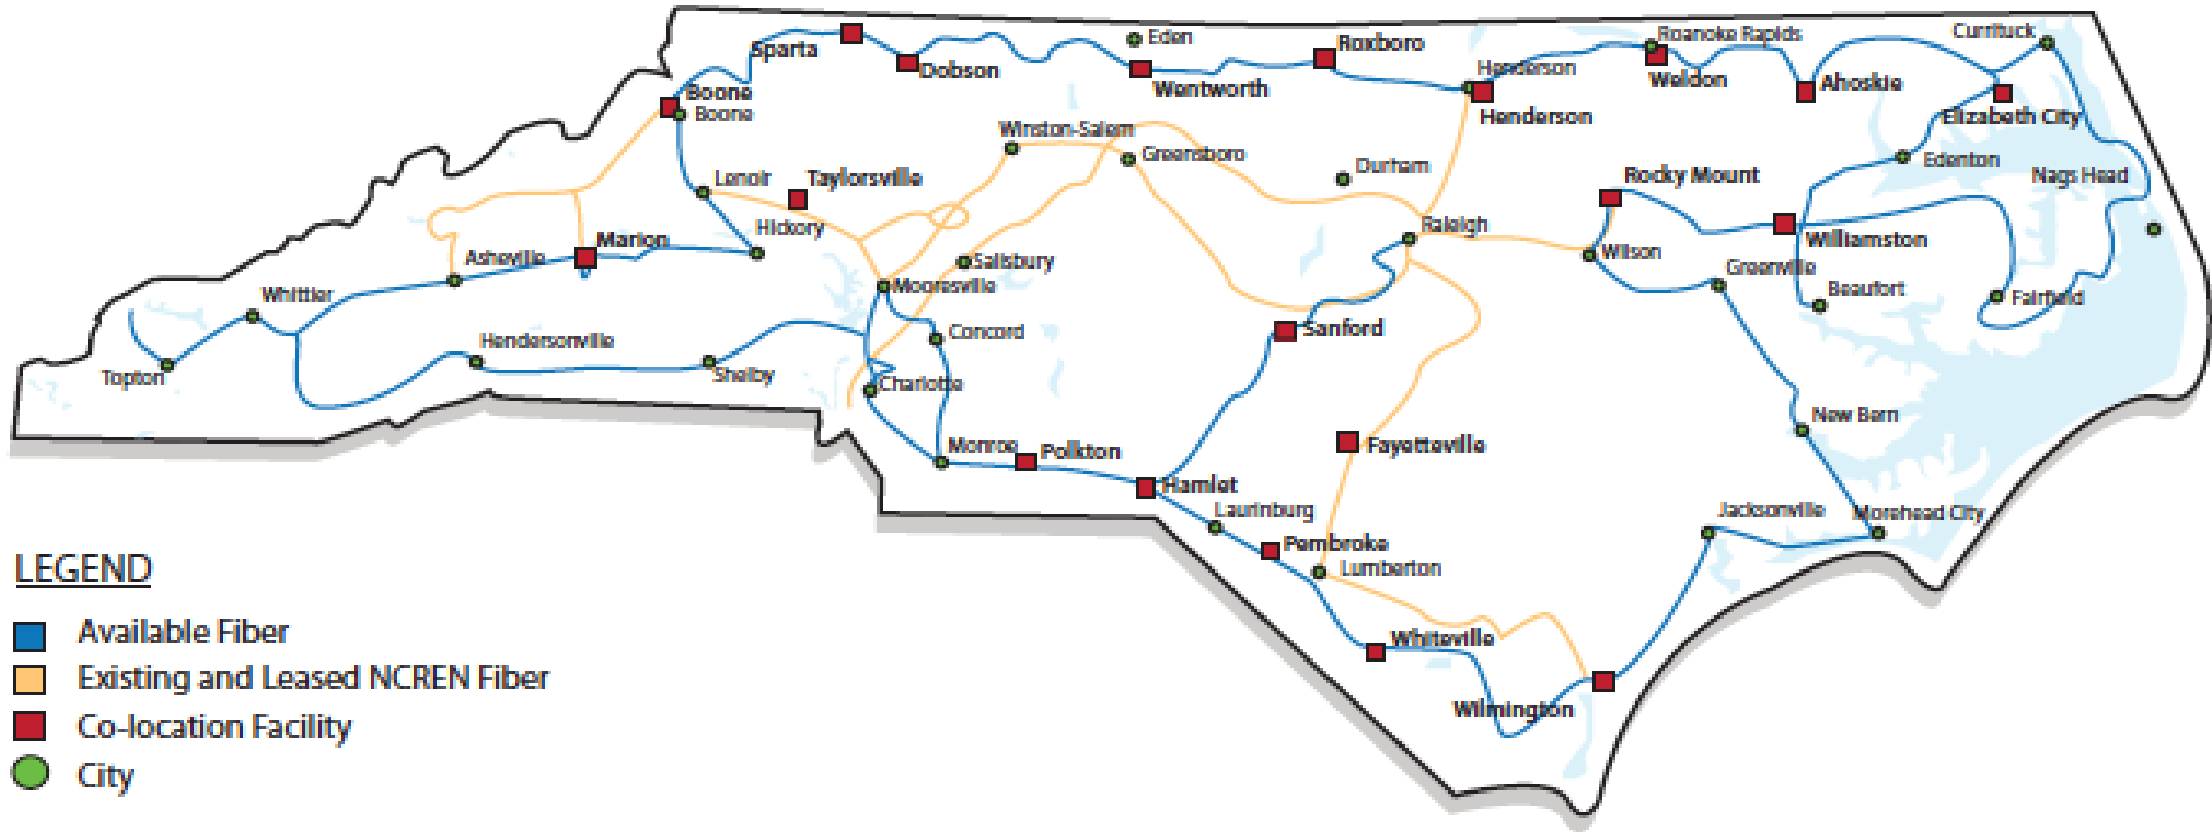 Eden
Roxboro
Roanoke Rapids
Currituck
Sparta
Dobson
Wentworth
Henderson
Weldon
Ahoskie
Boone
Boone
Henderson
Elizabeth City
Winston-Salem
Greensboro
Durham
Edenton
Lenoir
Taylorsville
Rocky Mount
Nags Head
Hickory
Raleigh
Marion
Asheville
Salisbury
Wilson
Williamston
Greenville
Whittier
Mooresville
Beaufort
Fairfield
Concord
Sanford
Hendersonville
Topton
Shelby
Charlotte
New Bern
Monroe
Polkton
Fayetteville
Hamlet
Laurinburg
Jacksonville
Morehead City
Pembroke
Lumberton
Whiteville
Wilmington
LEGEND
Available Fiber
Existing and Leased NCREN Fiber
Co-location Facility
City